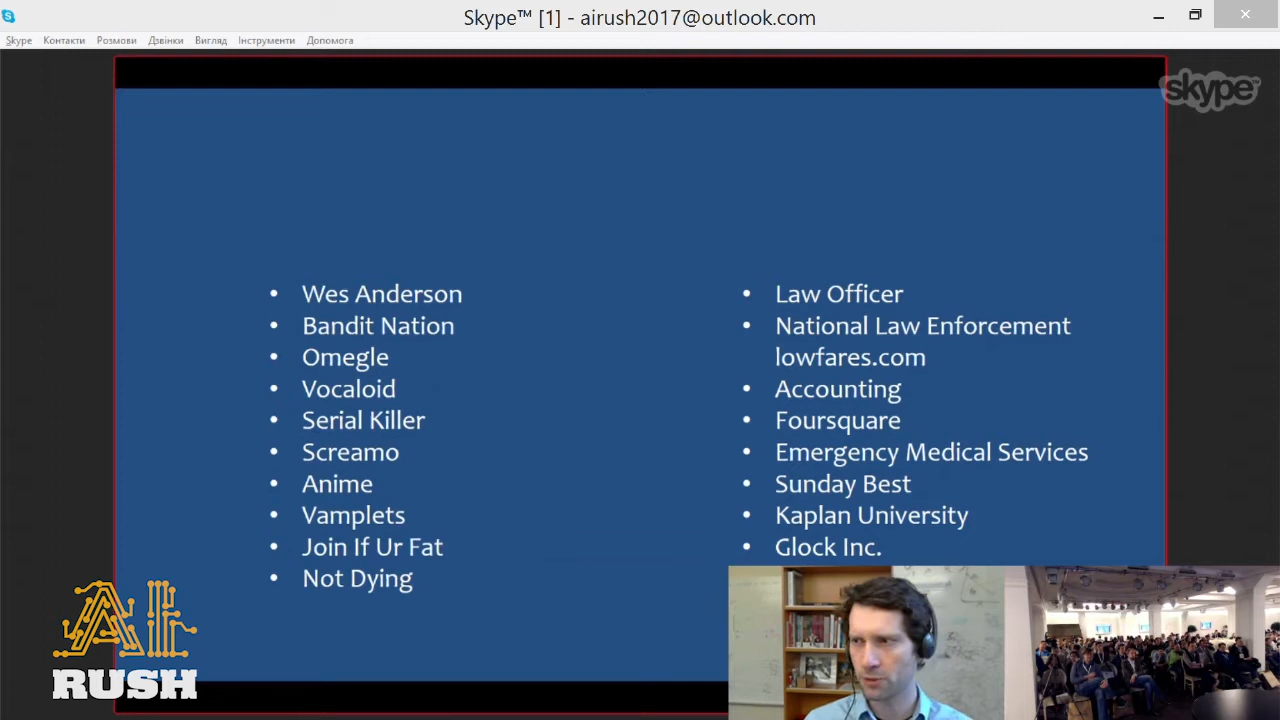 Skype™ [1] - airush2017@outlook.com
Skype Контакти Розмови Дзвінки Вигляд Інструменти Допомога
skype™
• Wes Anderson
• Bandit Nation
• Omegle
• Vocaloid
• Serial Killer
• Screamo
• Anime
• Vamplets
• Join If Ur Fat
• Not Dying
• Law Officer
• National Law Enforcement
lowfares.com
• Accounting
• Foursquare
• Emergency Medical Services
• Sunday Best
• Kaplan University
• Glock Inc.
AI
RUSH